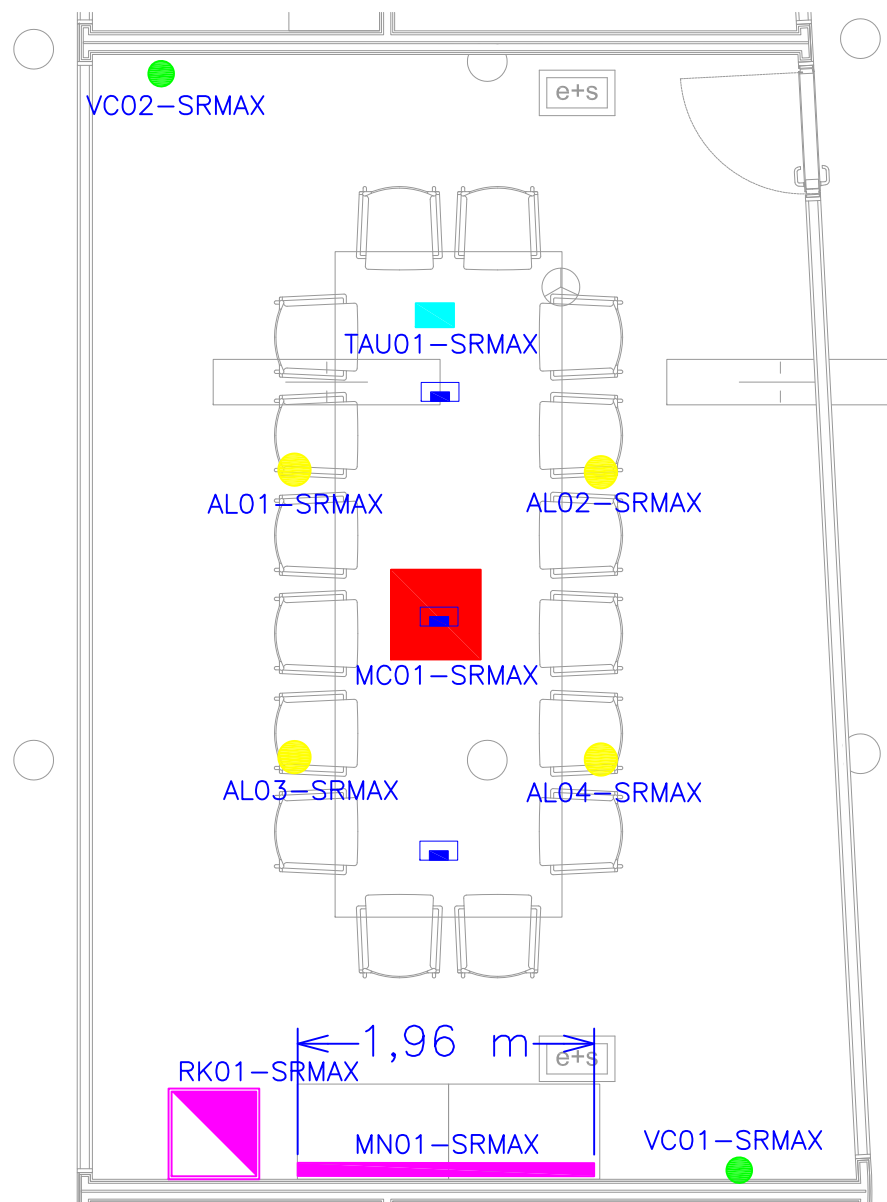 e+s
VC02-SRMAX
TAU01-SRMAX
AL01-SRMAX
AL02-SRMAX
MC01-SRMAX
AL03-SRMAX
AL04-SRMAX
1,96 m
e+s
RK01-SRMAX
MN01-SRMAX
VC01-SRMAX